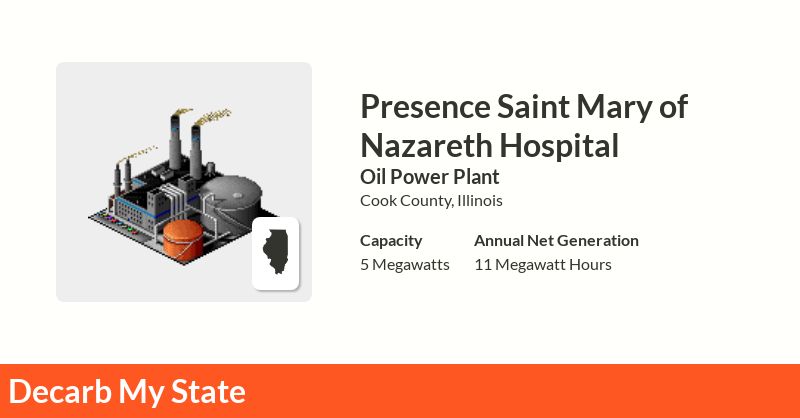 Presence Saint Mary of
Nazareth Hospital
Oil Power Plant
Cook County, Illinois
Capacity
5 Megawatts
Annual Net Generation
11 Megawatt Hours
Decarb My State